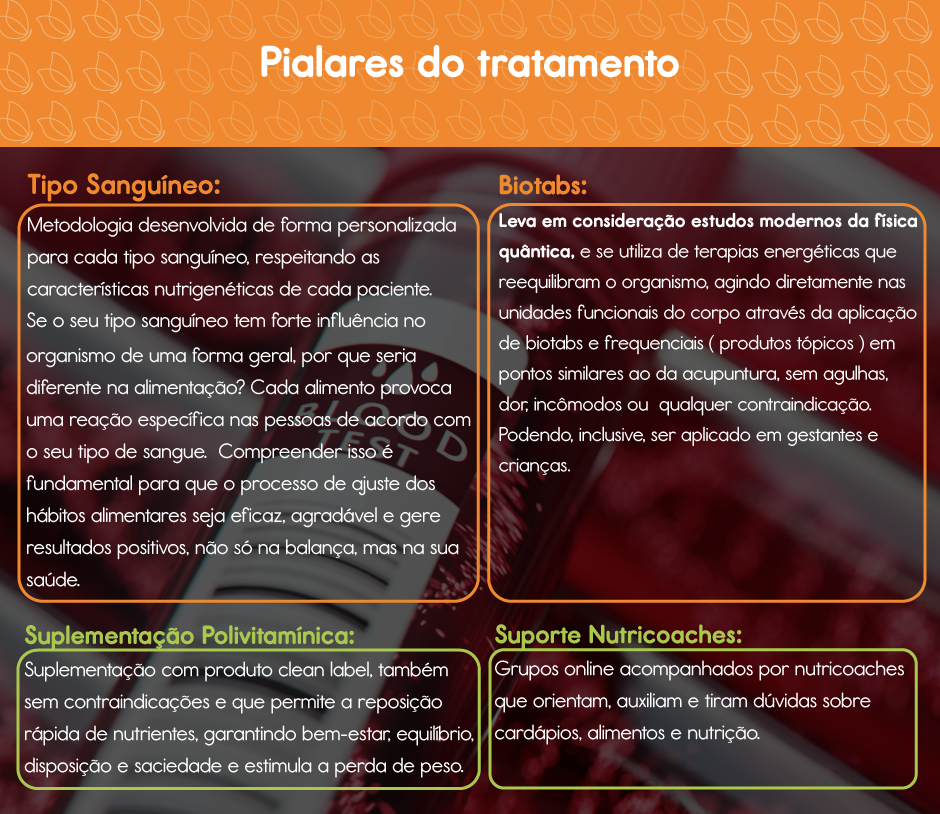 Pialares do tratamento
Tipo Sanguíneo:
Metodologia desenvolvida de forma personalizada
para cada tipo sanguíneo, respeitando as
características nutrigenéticas de cada paciente.
Se o seu tipo sanguíneo tem forte influência no
organismo de uma forma geral, por que seria
diferente na alimentação? Cada alimento provoca
uma reação específica nas pessoas de acordo com
o seu tipo de sangue.  Compreender isso é
fundamental para que o processo de ajuste dos
hábitos alimentares seja eficaz, agradável e gere
resultados positivos, não só na balança, mas na sua
saúde.
Biotabs:
Leva em consideração estudos modernos da física
quântica, e se utiliza de terapias energéticas que
reequilibram o organismo, agindo diretamente nas
unidades funcionais do corpo através da aplicação
de biotabs e frequenciais ( produtos tópicos ) em
pontos similares ao da acupuntura, sem agulhas,
dor, incômodos ou  qualquer contraindicação.
Podendo, inclusive, ser aplicado em gestantes e
crianças.
Suplementação Polivitamínica:
Suplementação com produto clean label, também
sem contraindicações e que permite a reposição
rápida de nutrientes, garantindo bem-estar, equilíbrio,
disposição e saciedade e estimula a perda de peso.
Suporte Nutricoaches:
Grupos online acompanhados por nutricoaches
que orientam, auxiliam e tiram dúvidas sobre
cardápios, alimentos e nutrição.
BLOOD
TEST